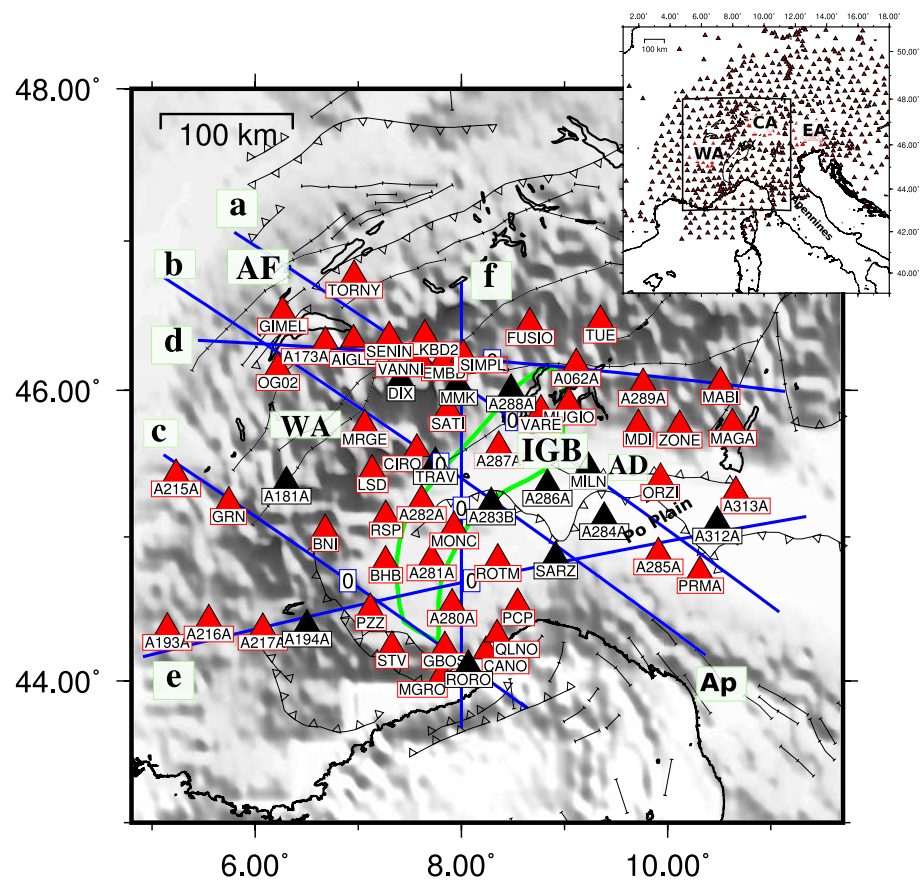 2.00°
4.00°
6.00°
8.00°
10.00°
12.00°
14.00°
16.00°
18.00°
100 km
50.00°
48.00°
46.00°
44.00°
42.00°
40.00°
CA
EA
WA
Apennines
48.00°
100 km
a
AF
b
f
TORNY
GIMEL
d
A173A
AIGLE
SENIN
LKBD2
FUSIO
TUE
OG02
VANNI
EMBD
SIMPL
0
A062A
DIX
MMK
A288A
A289A
MABI
46.00°
WA
MRGE
SATI
0
VARE
MUGIO
MDI
ZONE
MAGA
c
CIRO
A287A
IGB
AD
A215A
A181A
LSD
TRAV
0
A286A
MILN
ORZI
A313A
GRN
A282A
0
A283B
RSP
MONC
A284A
Po Plain
A312A
BNI
BHB
A281A
ROTM
SARZ
A285A
PRMA
0
0
A193A
A216A
A217A
A194A
PZZ
A280A
PCP
STV
GBOS
QLNO
CANO
e
MGRO
RORO
Ap
44.00°
6.00°
8.00°
10.00°